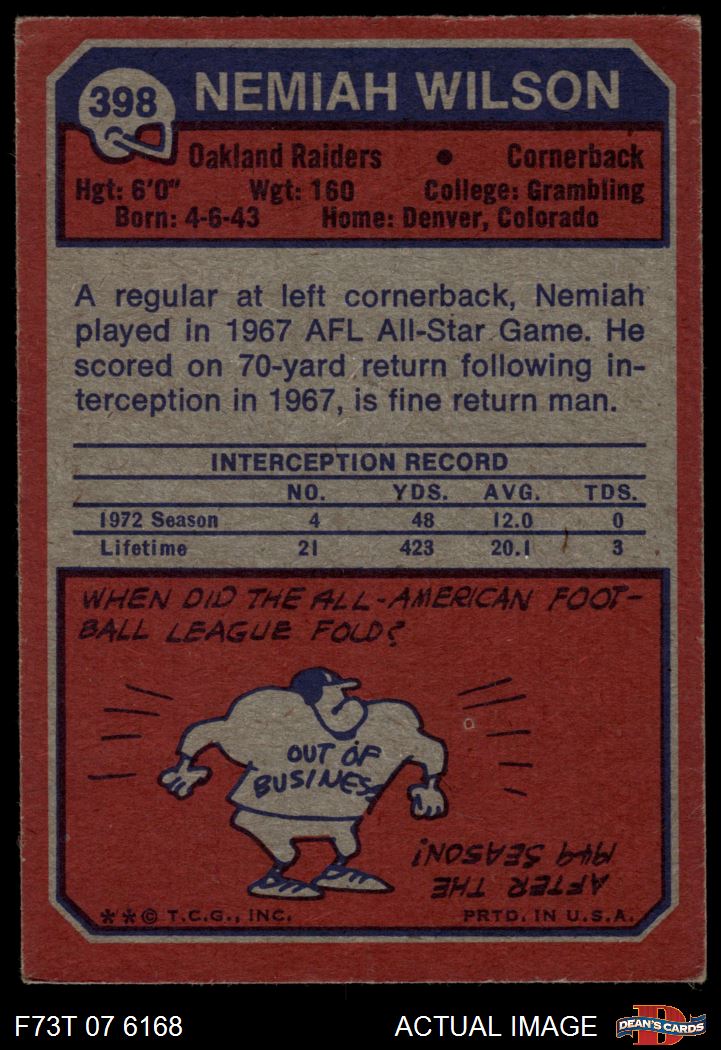 398 NEMIAH WILSON
Oakland Raiders • Cornerback
Hgt: 6'0" Wgt: 160 College: Grambling
Born: 4-6-43 Home: Denver, Colorado
A regular at left cornerback, Nemiah
played in 1967 AFL All-Star Game. He
scored on 70-yard return following in-
terception in 1967, is fine return man.
INTERCEPTION RECORD
NO. YDS. AVG. TDS.
1972 Season 4 48 12.0 0
Lifetime 21 423 20.1 3
WHEN DID THE ALL-AMERICAN FOOT-
BALL LEAGUE FOLD?
OUT OF
BUSINESS
AFTER THE
1949 SEASON!
**© T.C.G., INC. PRTD. IN U.S.A.
F73T 07 6168 ACTUAL IMAGE D DEAN'S CARDS